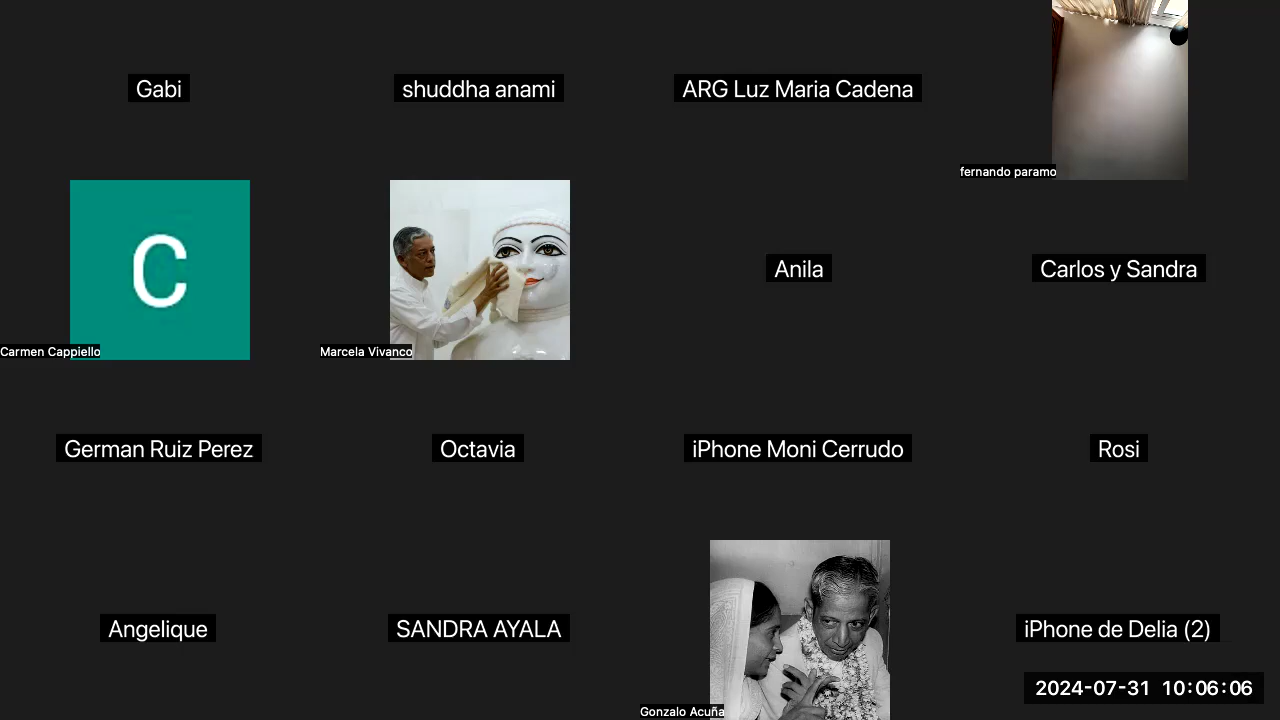 Gabi
shuddha anami
ARG Luz Maria Cadena
fernando paramo
C
Carmen Cappiello
Marcela Vivanco
Anila
Carlos y Sandra
German Ruiz Perez
Octavia
iPhone Moni Cerrudo
Rosi
Angelique
SANDRA AYALA
Gonzalo Acuña
iPhone de Delia (2)
2024-07-31 10:06:06